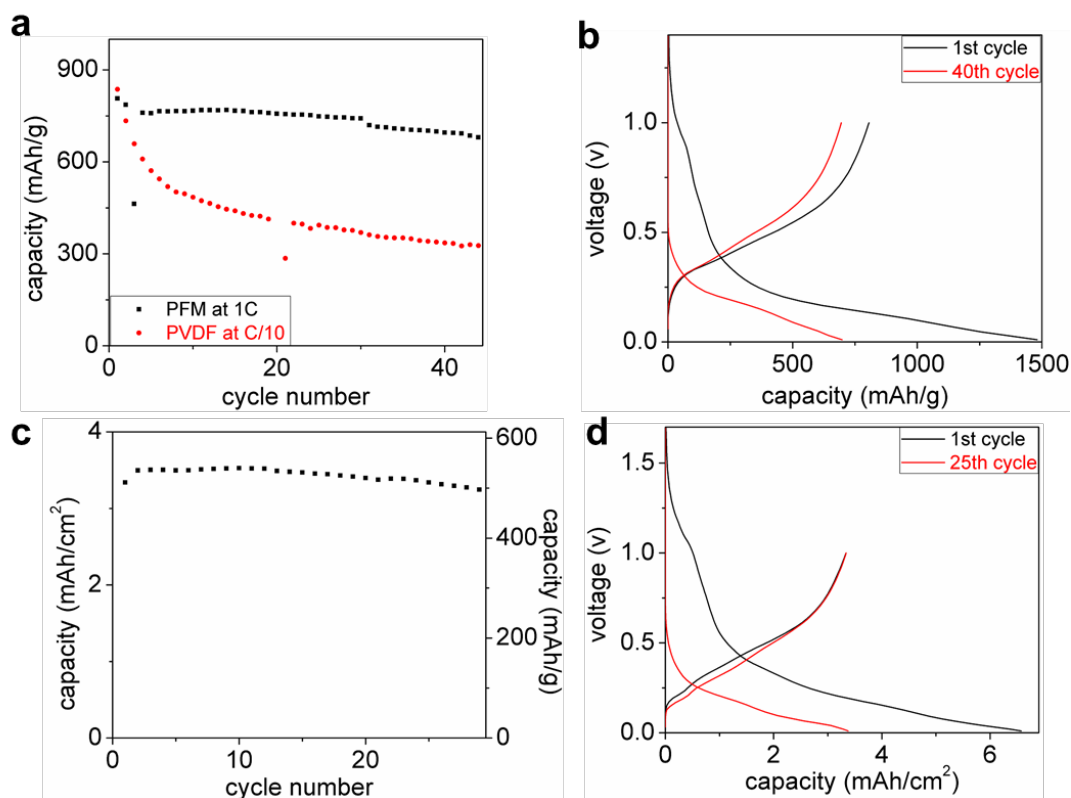 a
900
600
300
0
capacity (mAh/g)
PFM at 1C
PVDF at C/10
0
20
40
cycle number
b
1st cycle
40th cycle
1.0
0.5
0.0
voltage (v)
0
500
1000
1500
capacity (mAh/g)
c
4
2
0
capacity (mAh/cm²)
600
400
200
0
capacity (mAh/g)
0
10
20
cycle number
d
1st cycle
25th cycle
1.5
1.0
0.5
0.0
voltage (v)
0
2
4
6
capacity (mAh/cm²)